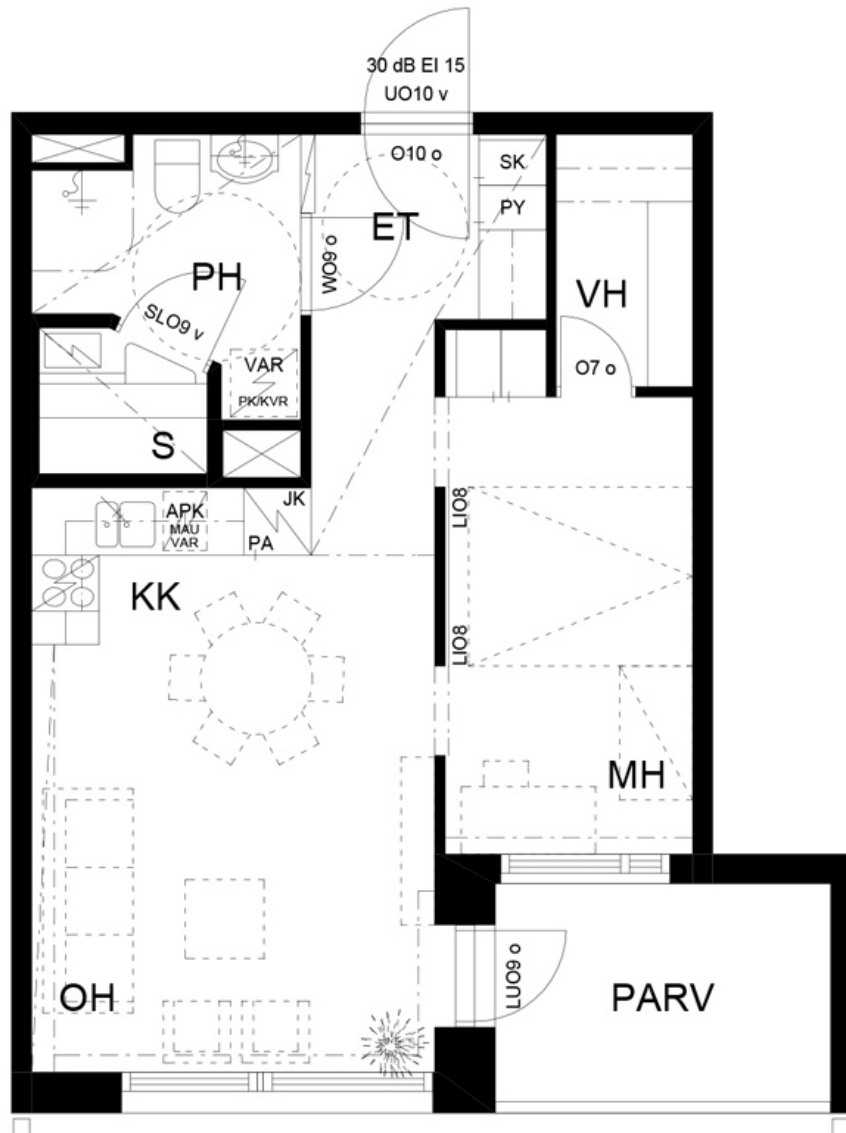 30 dB EI 15
UO10 v
O10 o
SK
PY
ET
WO9 o
PH
SLO9 v
VH
O7 o
VAR
PK/KVR
S
JK
APK
MAU
VAR
PA
LIO8
KK
LIO8
MH
OH
LUO9 o
PARV